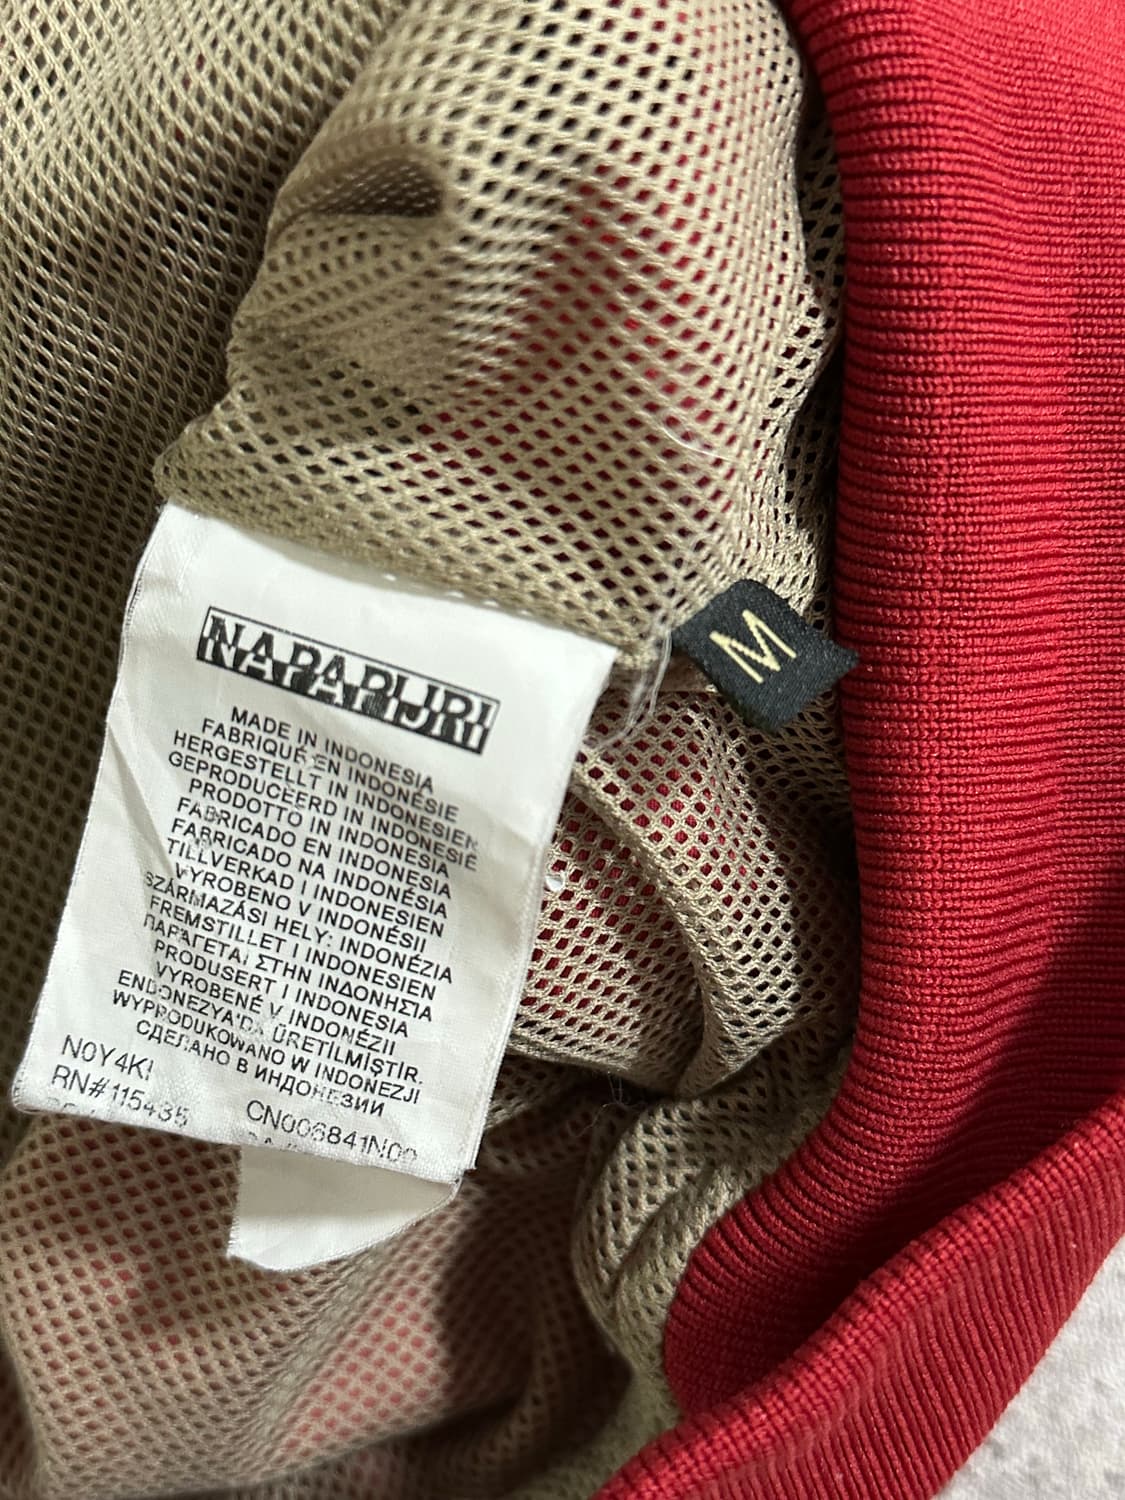 NAPAPIJRI
M
MADE IN INDONESIA
FABRIQUÉ EN INDONÉSIE
HERGESTELLT IN INDONESIEN
GEPRODUCEERD IN INDONESIË
PRODOTTO IN INDONESIA
FABRICADO EN INDONESIA
FABRICADO NA INDONÉSIA
TILLVERKAD I INDONESIEN
VYROBENO V INDONÉSII
SZÁRMAZÁSI HELY: INDONÉZIA
FREMSTILLET I INDONESIEN
ΠΑΡΑΓΕΤΑΙ ΣΤΗΝ ΙΝΔΟΝΗΣΙΑ
PRODUSERT I INDONESIA
VYROBENÉ V INDONÉZII
ENDONEZYA'DA ÜRETİLMİŞTİR.
WYPRODUKOWANO W INDONEZJI
СДЕЛАНО В ИНДОНЕЗИИ
N0Y4KI
RN#115435 CN006841N00